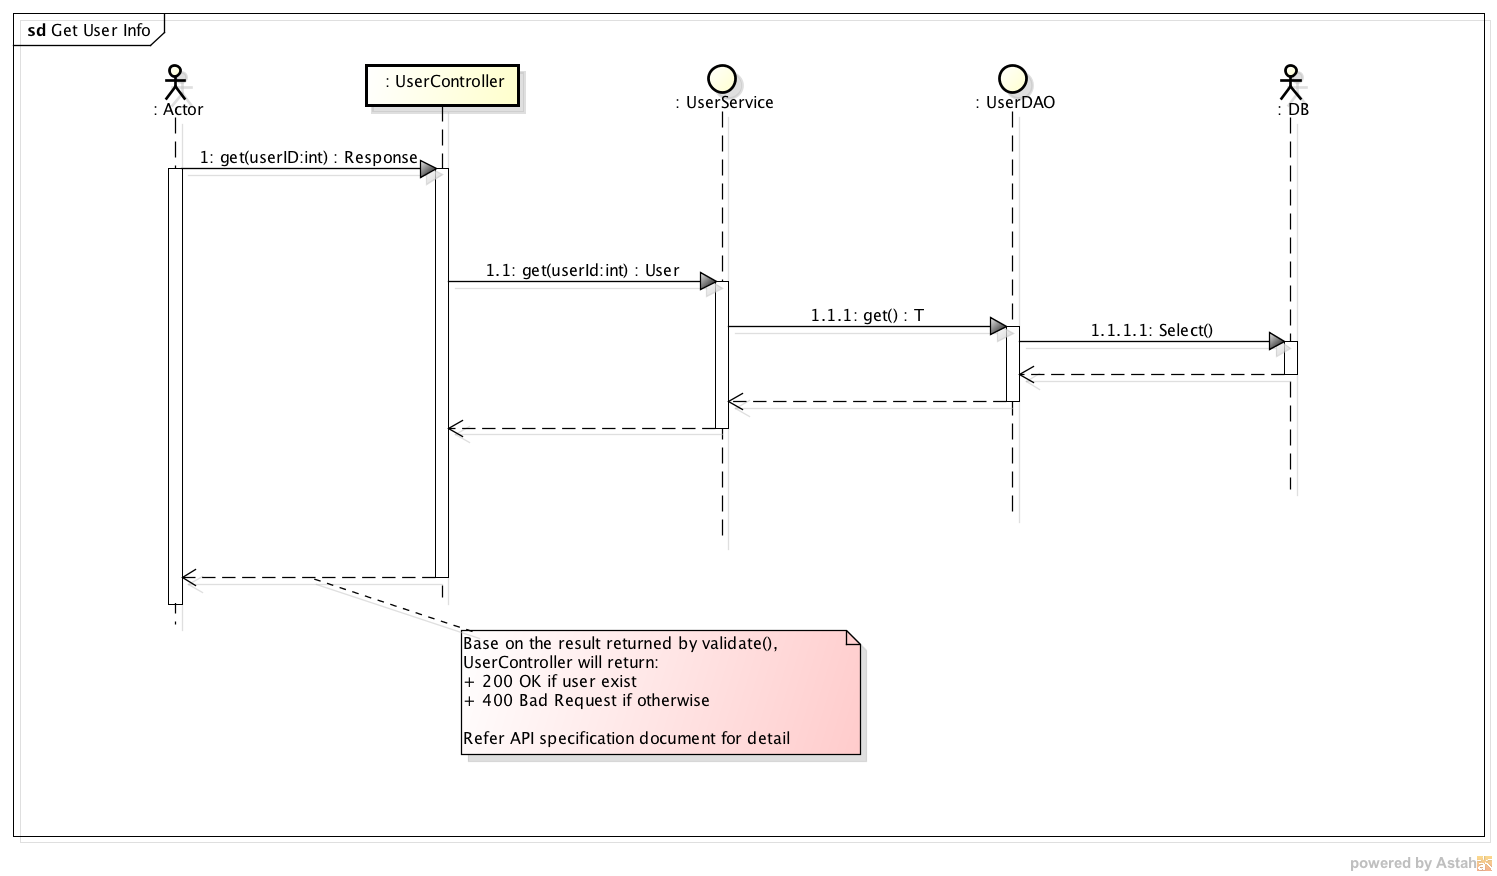 sd Get User Info
: Actor
: UserController
: UserService
: UserDAO
: DB
1: get(userID:int) : Response
1.1: get(userId:int) : User
1.1.1: get() : T
1.1.1.1: Select()
Base on the result returned by validate(),
UserController will return:
+ 200 OK if user exist
+ 400 Bad Request if otherwise
Refer API specification document for detail
powered by Astah